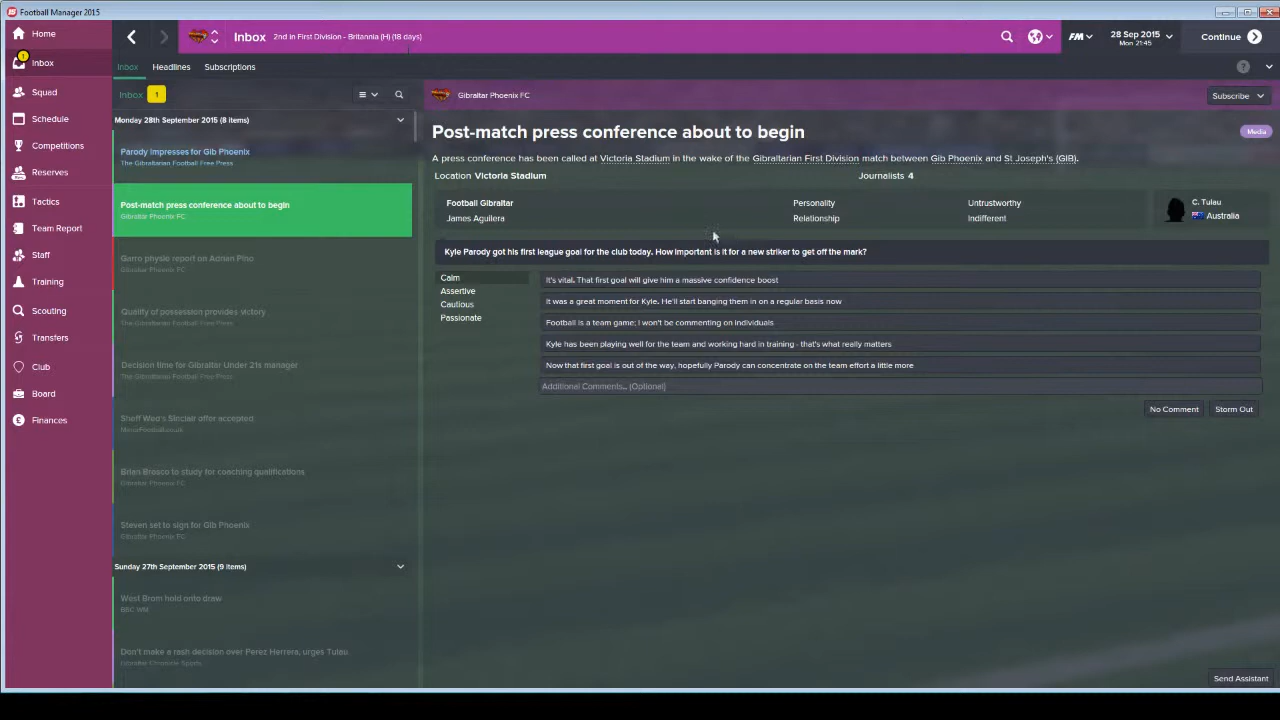 Football Manager 2015
Home
Inbox
Squad
Schedule
Competitions
Reserves
Tactics
Team Report
Staff
Training
Scouting
Transfers
Club
Board
Finances
Inbox 2nd in First Division - Britannia (H) (18 days)
FM
28 Sep 2015
Mon 21:45
Continue
Inbox Headlines Subscriptions
Inbox 1
Monday 28th September 2015 (8 items)
Parody impresses for Gib Phoenix
The Gibraltarian Football Free Press
Post-match press conference about to begin
Gibraltar Phoenix FC
Garro physio report on Adrian Pino
Gibraltar Phoenix FC
Quality of possession provides victory
The Gibraltarian Football Free Press
Decision time for Gibraltar Under 21s manager
The Gibraltarian Football Free Press
Sheff Wed's Sinclair offer accepted
ManiaFootball.co.uk
Brian Brosco to study for coaching qualifications
Gibraltar Phoenix FC
Steven set to sign for Gib Phoenix
Gibraltar Phoenix FC
Sunday 27th September 2015 (9 items)
West Brom hold onto draw
BBC WM
Don't make a rash decision over Perez Herrera, urges Tulau
Gibraltar Chronicle Sports
Gibraltar Phoenix FC
Subscribe
Post-match press conference about to begin
Media
A press conference has been called at Victoria Stadium in the wake of the Gibraltarian First Division match between Gib Phoenix and St Joseph's (GIB).
Location Victoria Stadium Journalists 4
Football Gibraltar Personality Untrustworthy
James Aguilera Relationship Indifferent
C. Tulau
Australia
Kyle Parody got his first league goal for the club today. How important is it for a new striker to get off the mark?
Calm
Assertive
Cautious
Passionate
It's vital. That first goal will give him a massive confidence boost
It was a great moment for Kyle. He'll start banging them in on a regular basis now
Football is a team game; I won't be commenting on individuals
Kyle has been playing well for the team and working hard in training - that's what really matters
Now that first goal is out of the way, hopefully Parody can concentrate on the team effort a little more
Additional Comments... (Optional)
No Comment Storm Out
Send Assistant